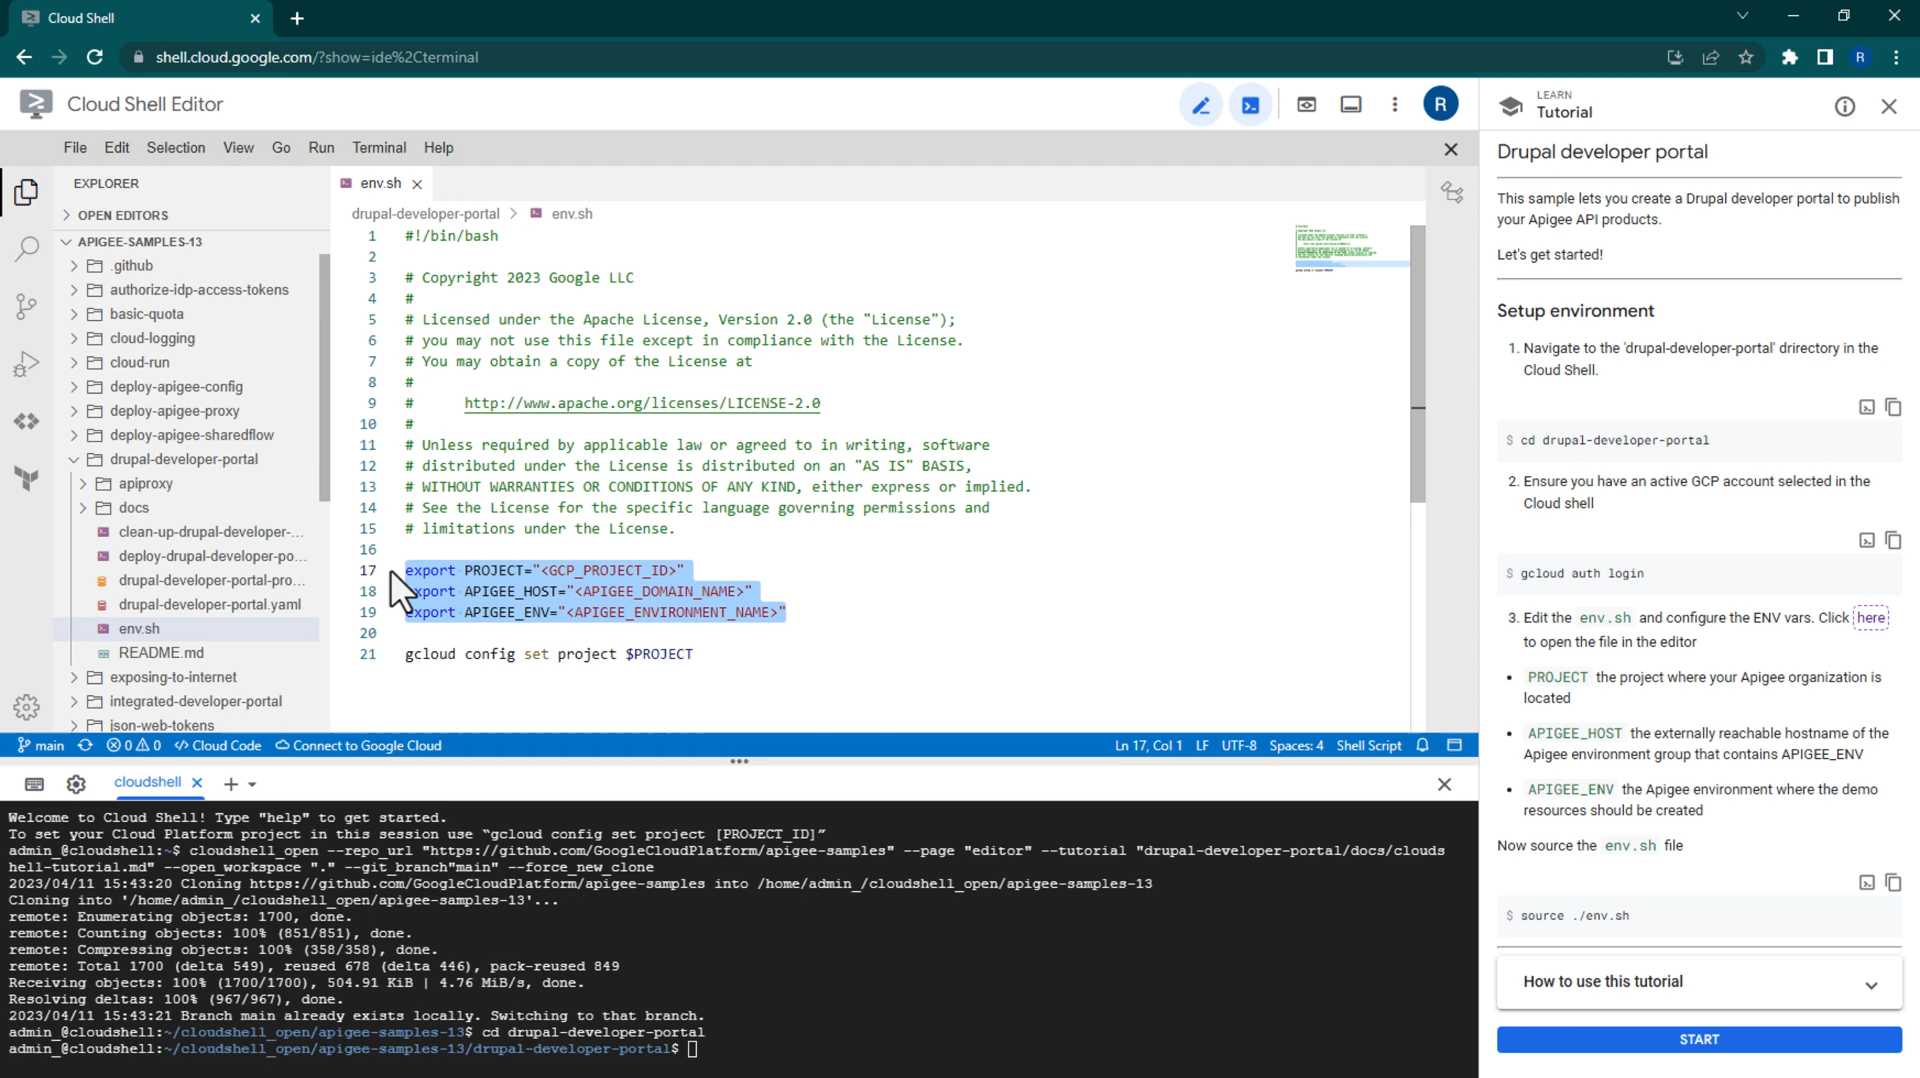 Cloud Shell
shell.cloud.google.com/?show=ide%2Cterminal
R
Cloud Shell Editor
R
File Edit Selection View Go Run Terminal Help
EXPLORER
OPEN EDITORS
APIGEE-SAMPLES-13
.github
authorize-idp-access-tokens
basic-quota
cloud-logging
cloud-run
deploy-apigee-config
deploy-apigee-proxy
deploy-apigee-sharedflow
drupal-developer-portal
apiproxy
docs
clean-up-drupal-developer-...
deploy-drupal-developer-po...
drupal-developer-portal-pro...
drupal-developer-portal.yaml
env.sh
README.md
exposing-to-internet
integrated-developer-portal
json-web-tokens
env.sh
drupal-developer-portal > env.sh
1 #!/bin/bash
2
3 # Copyright 2023 Google LLC
4 #
5 # Licensed under the Apache License, Version 2.0 (the "License");
6 # you may not use this file except in compliance with the License.
7 # You may obtain a copy of the License at
8 #
9 # http://www.apache.org/licenses/LICENSE-2.0
10 #
11 # Unless required by applicable law or agreed to in writing, software
12 # distributed under the License is distributed on an "AS IS" BASIS,
13 # WITHOUT WARRANTIES OR CONDITIONS OF ANY KIND, either express or implied.
14 # See the License for the specific language governing permissions and
15 # limitations under the License.
16
17 export PROJECT="<GCP_PROJECT_ID>"
18 export APIGEE_HOST="<APIGEE_DOMAIN_NAME>"
19 export APIGEE_ENV="<APIGEE_ENVIRONMENT_NAME>"
20
21 gcloud config set project $PROJECT
main 0 0 Cloud Code Connect to Google Cloud Ln 17, Col 1 LF UTF-8 Spaces: 4 Shell Script
cloudshell
Welcome to Cloud Shell! Type "help" to get started.
To set your Cloud Platform project in this session use “gcloud config set project [PROJECT_ID]”
admin_@cloudshell:~$ cloudshell_open --repo_url "https://github.com/GoogleCloudPlatform/apigee-samples" --page "editor" --tutorial "drupal-developer-portal/docs/clouds
hell-tutorial.md" --open_workspace "." --git_branch"main" --force_new_clone
2023/04/11 15:43:20 Cloning https://github.com/GoogleCloudPlatform/apigee-samples into /home/admin_/cloudshell_open/apigee-samples-13
Cloning into '/home/admin_/cloudshell_open/apigee-samples-13'...
remote: Enumerating objects: 1700, done.
remote: Counting objects: 100% (851/851), done.
remote: Compressing objects: 100% (358/358), done.
remote: Total 1700 (delta 549), reused 678 (delta 446), pack-reused 849
Receiving objects: 100% (1700/1700), 504.91 KiB | 4.76 MiB/s, done.
Resolving deltas: 100% (967/967), done.
2023/04/11 15:43:21 Branch main already exists locally. Switching to that branch.
admin_@cloudshell:~/cloudshell_open/apigee-samples-13$ cd drupal-developer-portal
admin_@cloudshell:~/cloudshell_open/apigee-samples-13/drupal-developer-portal$
LEARN
Tutorial
Drupal developer portal
This sample lets you create a Drupal developer portal to publish
your Apigee API products.
Let's get started!
Setup environment
1. Navigate to the 'drupal-developer-portal' drirectory in the
Cloud Shell.
$ cd drupal-developer-portal
2. Ensure you have an active GCP account selected in the
Cloud shell
$ gcloud auth login
3. Edit the env.sh and configure the ENV vars. Click here
to open the file in the editor
• PROJECT the project where your Apigee organization is
located
• APIGEE_HOST the externally reachable hostname of the
Apigee environment group that contains APIGEE_ENV
• APIGEE_ENV the Apigee environment where the demo
resources should be created
Now source the env.sh file
$ source ./env.sh
How to use this tutorial
START